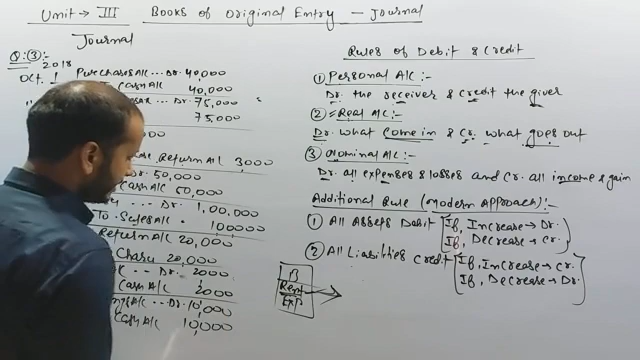 Unit → III Books of Original Entry - Journal
Journal
Q.③:-
2018
Oct. 1 Purchases A/c ... Dr. 40,000
Cash A/c 40,000
Dr. 75,000
75,000
Return A/c 3,000
Dr. 50,000
Cash A/c 50,000
... Dr. 1,00,000
To Sales A/c 100000
Return A/c 20,000
20,000
... Dr. 2000
Cash A/c 2000
... Dr. 10,000
Cash A/c 10,000
B
Rent
Exp
Rules of Debit & Credit
① Personal A/c :-
Dr. the receiver & credit the giver
② Real A/c :-
Dr. what come in & cr. what goes out
③ Nominal A/c :-
Dr. all expenses & losses and Cr. all income & gain
Additional Rule (modern Approach) :-
① All Assets Debit [If, Increase → Dr.
If, Decrease → Cr.]
② All Liabilities Credit [If, Increase → Cr.
If, Decrease → Dr.]